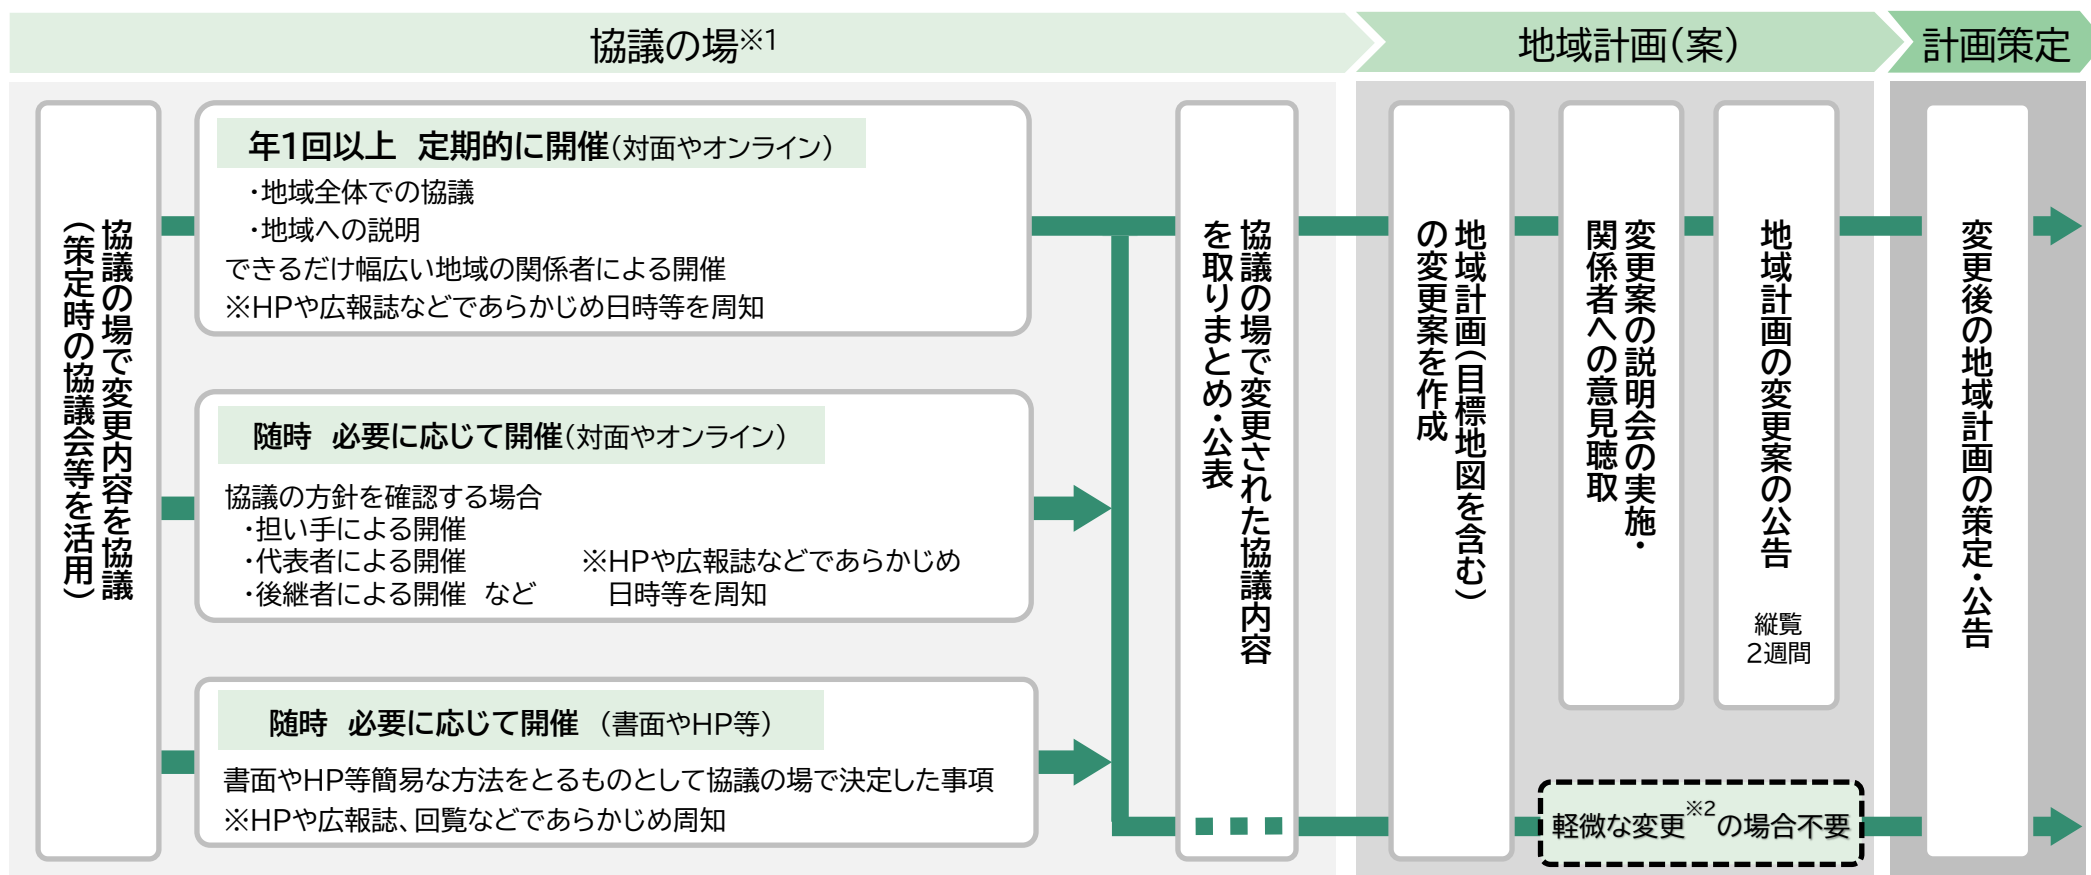 協議の場※1
地域計画(案)
計画策定
協議の場で変更内容を協議
(策定時の協議会等を活用)
年1回以上 定期的に開催(対面やオンライン)
・地域全体での協議
・地域への説明
できるだけ幅広い地域の関係者による開催
※HPや広報誌などであらかじめ日時等を周知
随時 必要に応じて開催(対面やオンライン)
協議の方針を確認する場合
・担い手による開催
・代表者による開催
・後継者による開催 など
※HPや広報誌などであらかじめ
日時等を周知
随時 必要に応じて開催 (書面やHP等)
書面やHP等簡易な方法をとるものとして協議の場で決定した事項
※HPや広報誌、回覧などであらかじめ周知
協議の場で変更された協議内容
を取りまとめ・公表
地域計画(目標地図を含む)
の変更案を作成
変更案の説明会の実施・
関係者への意見聴取
地域計画の変更案の公告
縦覧
2週間
軽微な変更※2の場合不要
変更後の地域計画の策定・公告